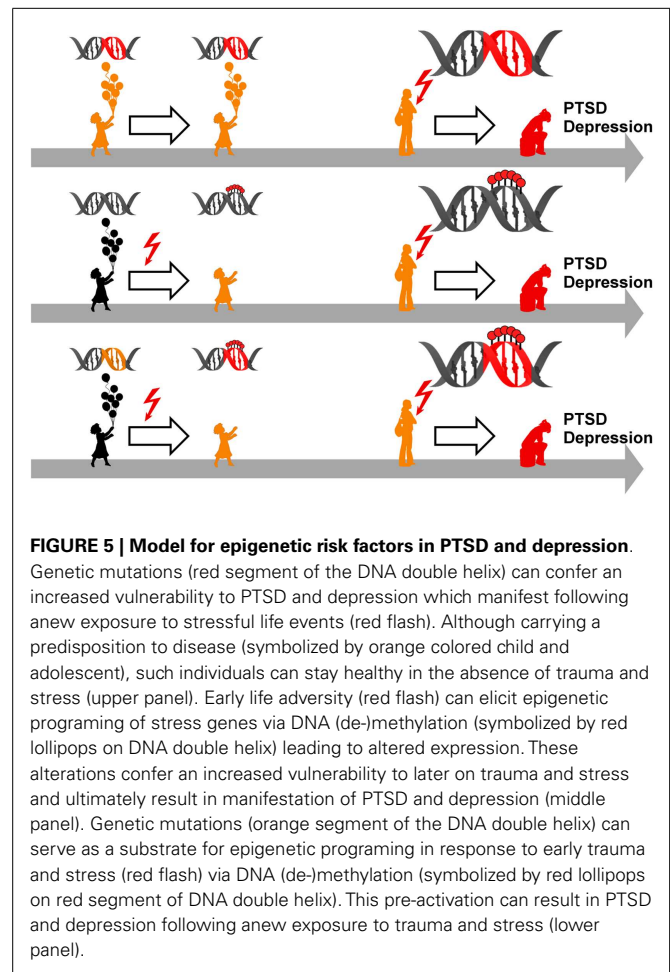 PTSD
Depression
PTSD
Depression
PTSD
Depression
FIGURE 5 | Model for epigenetic risk factors in PTSD and depression.
Genetic mutations (red segment of the DNA double helix) can confer an
increased vulnerability to PTSD and depression which manifest following
anew exposure to stressful life events (red flash). Although carrying a
predisposition to disease (symbolized by orange colored child and
adolescent), such individuals can stay healthy in the absence of trauma and
stress (upper panel). Early life adversity (red flash) can elicit epigenetic
programing of stress genes via DNA (de-)methylation (symbolized by red
lollipops on DNA double helix) leading to altered expression. These
alterations confer an increased vulnerability to later on trauma and stress
and ultimately result in manifestation of PTSD and depression (middle
panel). Genetic mutations (orange segment of the DNA double helix) can
serve as a substrate for epigenetic programing in response to early trauma
and stress (red flash) via DNA (de-)methylation (symbolized by red lollipops
on red segment of DNA double helix). This pre-activation can result in PTSD
and depression following anew exposure to trauma and stress (lower
panel).